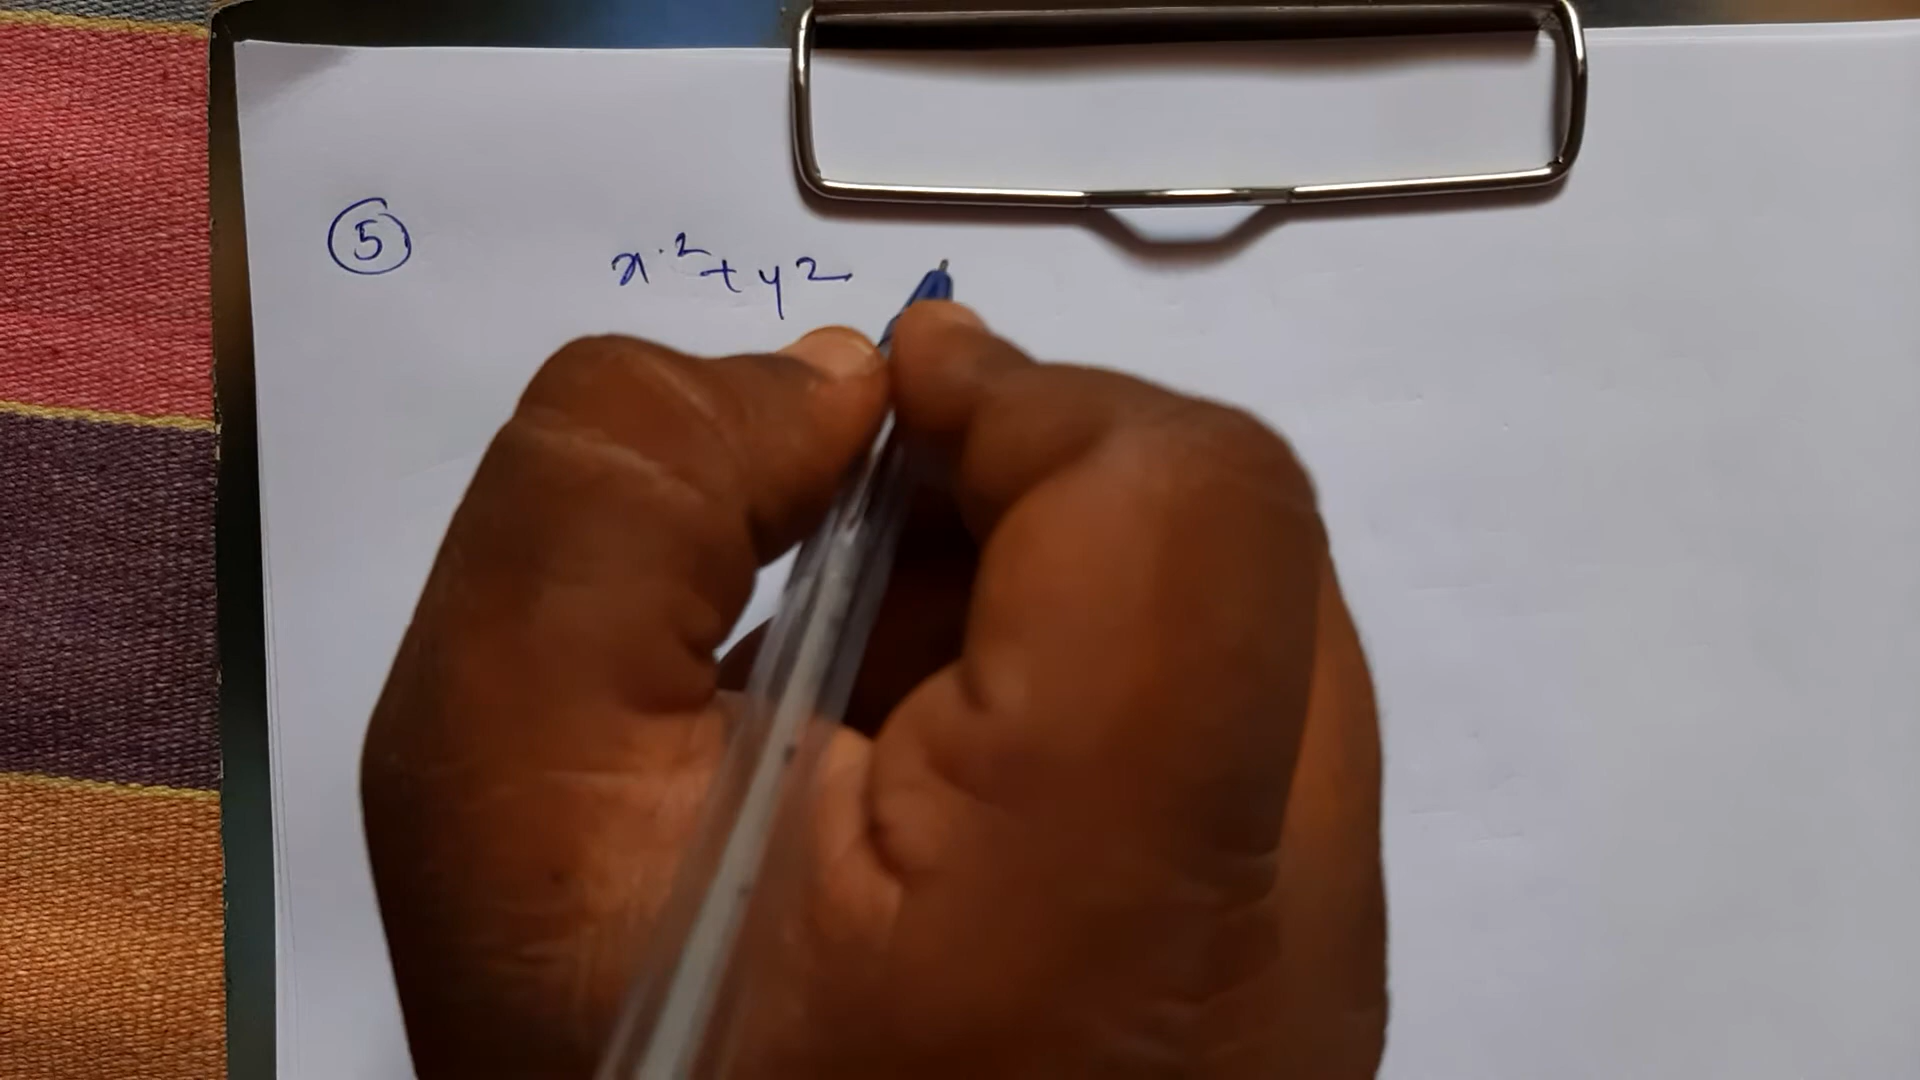 ⑤ x² + y2